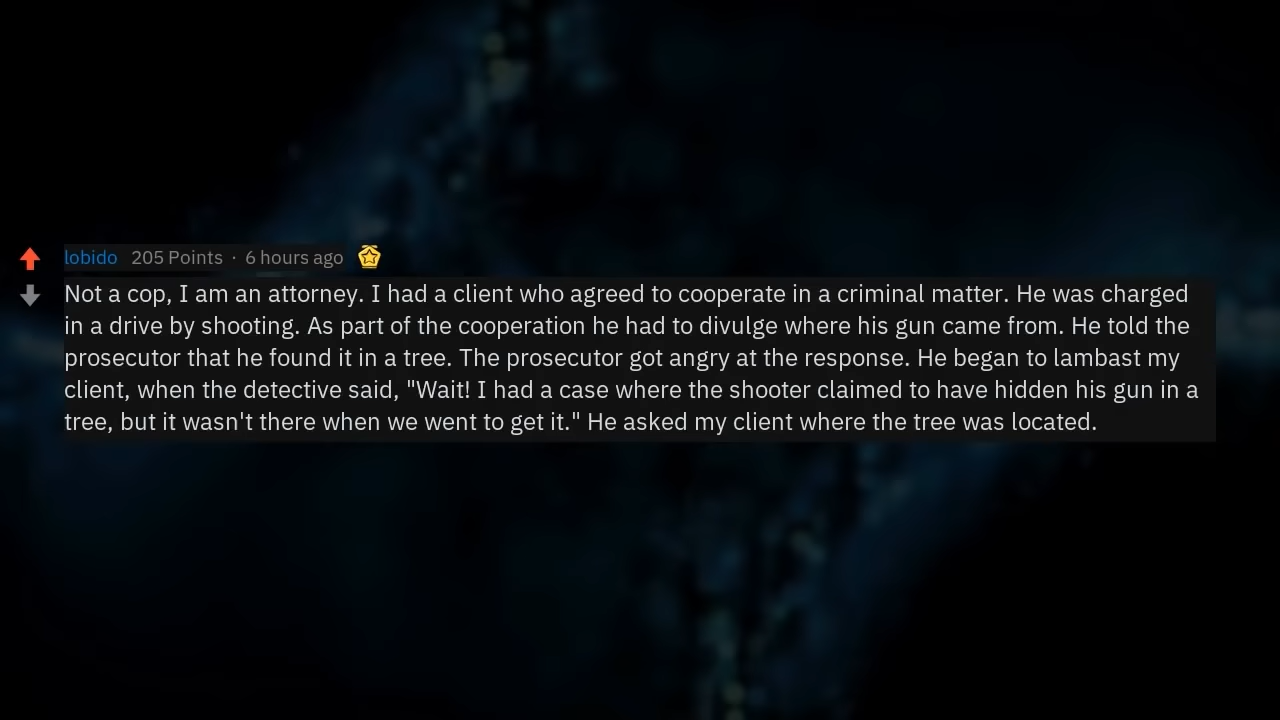 lobido 205 Points · 6 hours ago
Not a cop, I am an attorney. I had a client who agreed to cooperate in a criminal matter. He was charged
in a drive by shooting. As part of the cooperation he had to divulge where his gun came from. He told the
prosecutor that he found it in a tree. The prosecutor got angry at the response. He began to lambast my
client, when the detective said, "Wait! I had a case where the shooter claimed to have hidden his gun in a
tree, but it wasn't there when we went to get it." He asked my client where the tree was located.